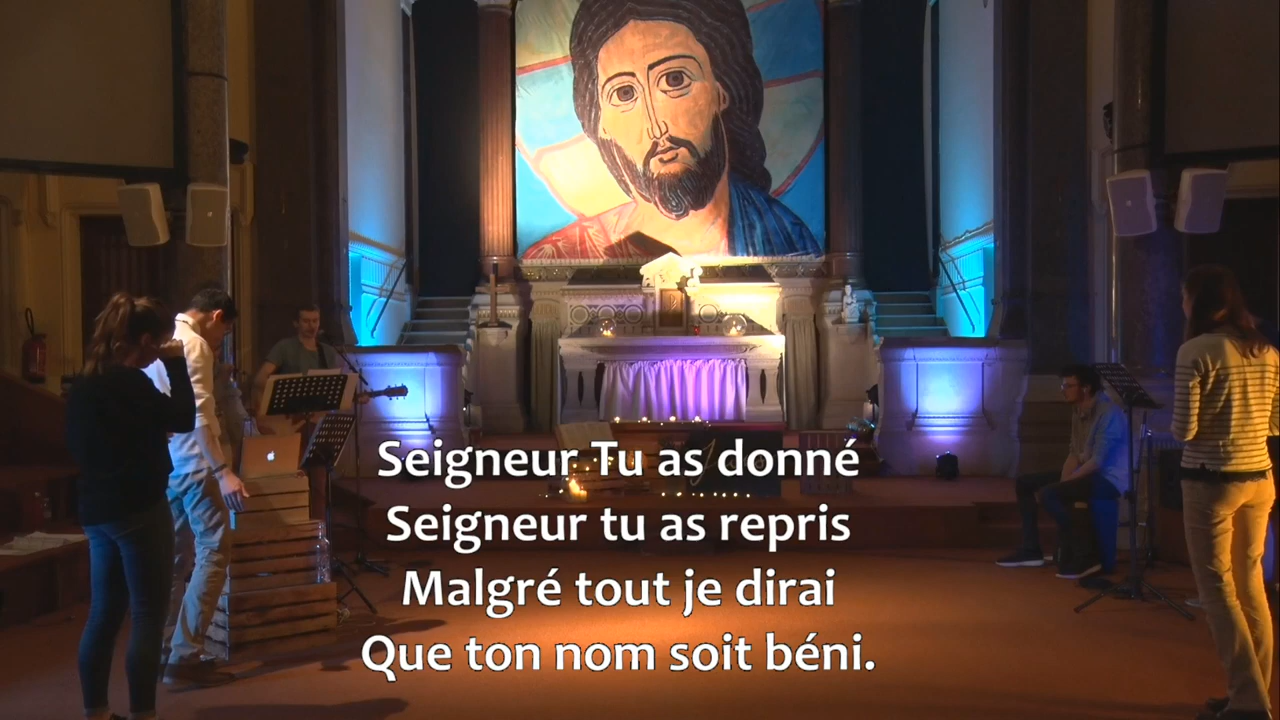 Seigneur Tu as donné
Seigneur tu as repris
Malgré tout je dirai
Que ton nom soit béni.